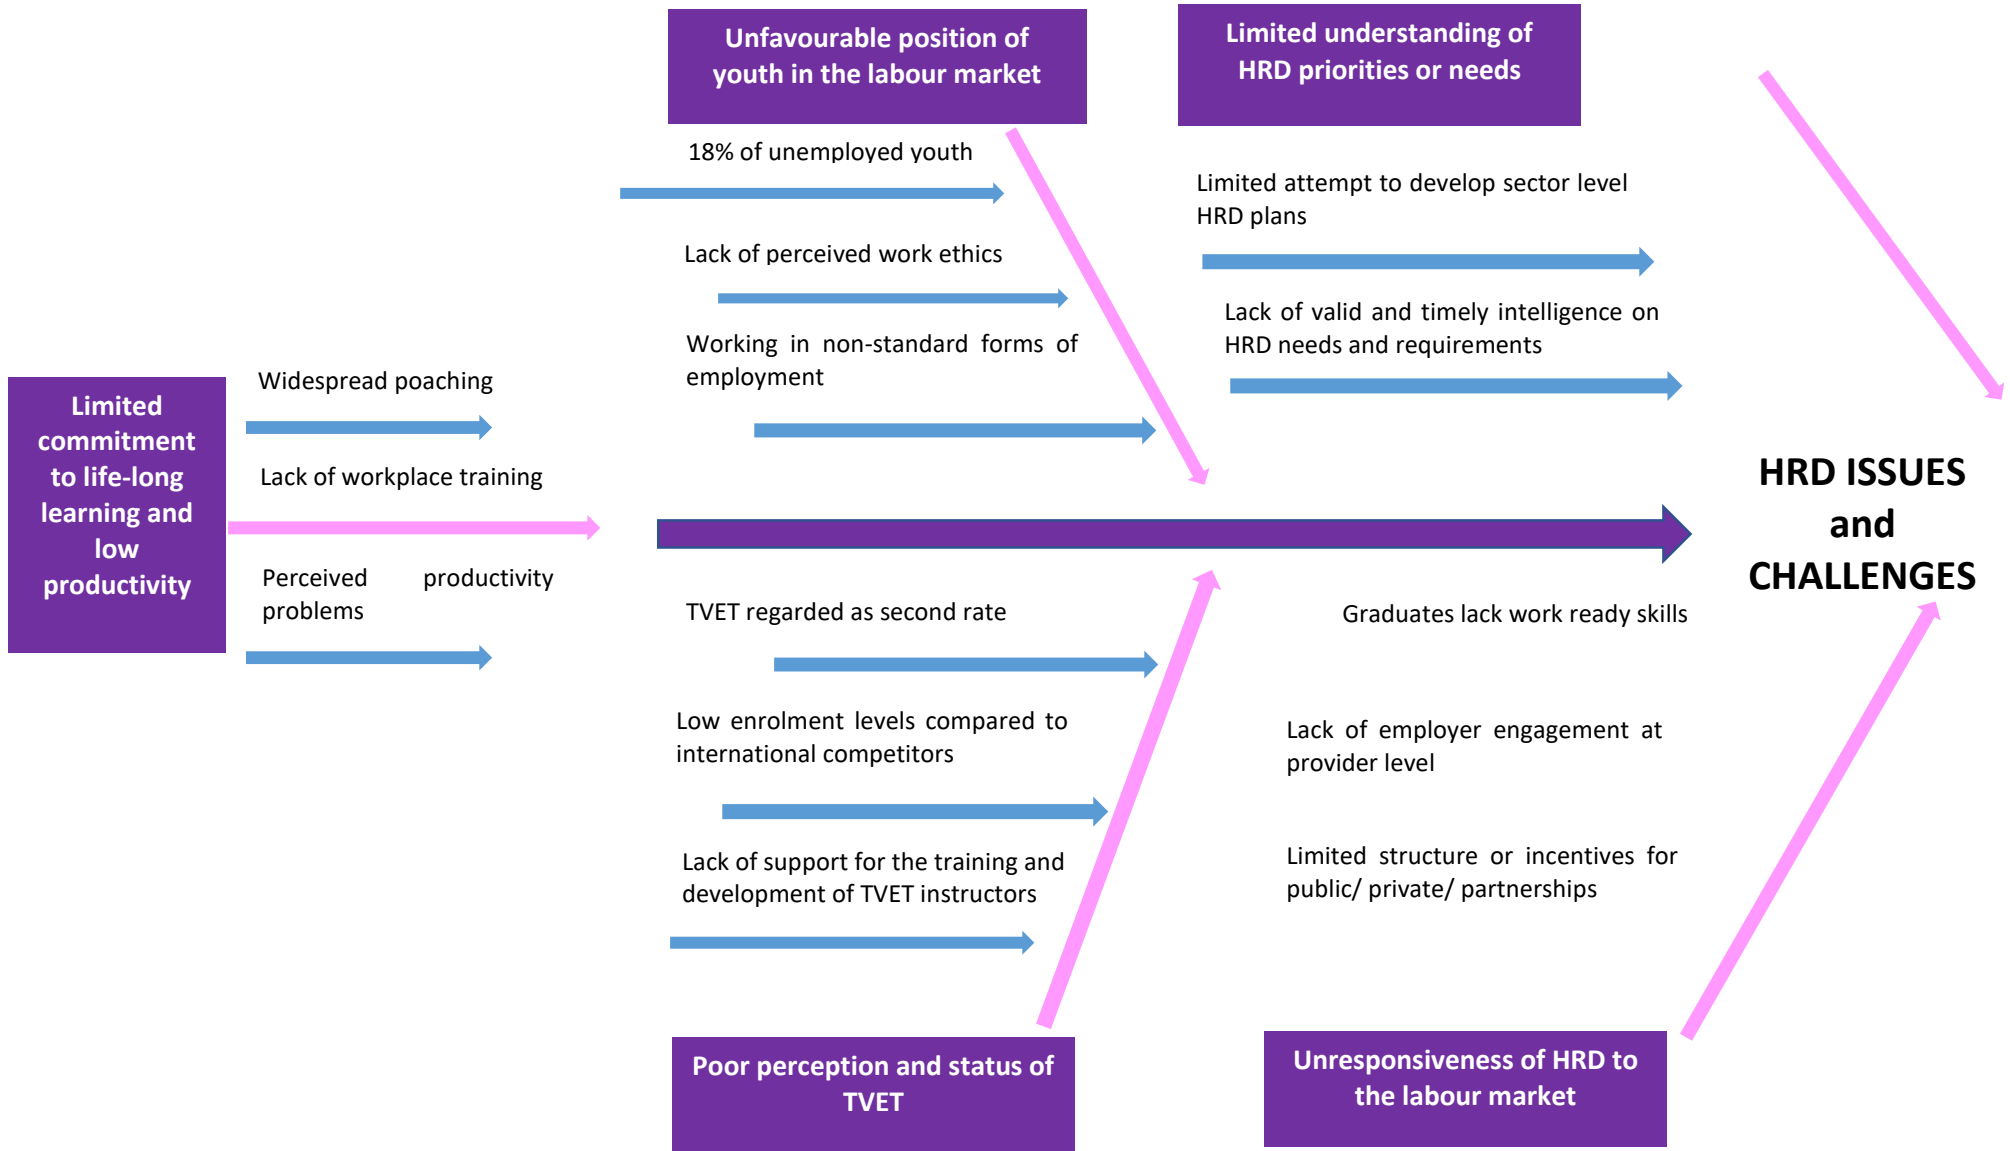 Unfavourable position of
youth in the labour market
18% of unemployed youth
Lack of perceived work ethics
Working in non-standard forms of
employment
Limited understanding of
HRD priorities or needs
Limited attempt to develop sector level
HRD plans
Lack of valid and timely intelligence on
HRD needs and requirements
Limited
commitment
to life-long
learning and
low
productivity
Widespread poaching
Lack of workplace training
Perceived productivity
problems
HRD ISSUES
and
CHALLENGES
TVET regarded as second rate
Low enrolment levels compared to
international competitors
Lack of support for the training and
development of TVET instructors
Poor perception and status of
TVET
Graduates lack work ready skills
Lack of employer engagement at
provider level
Limited structure or incentives for
public/ private/ partnerships
Unresponsiveness of HRD to
the labour market